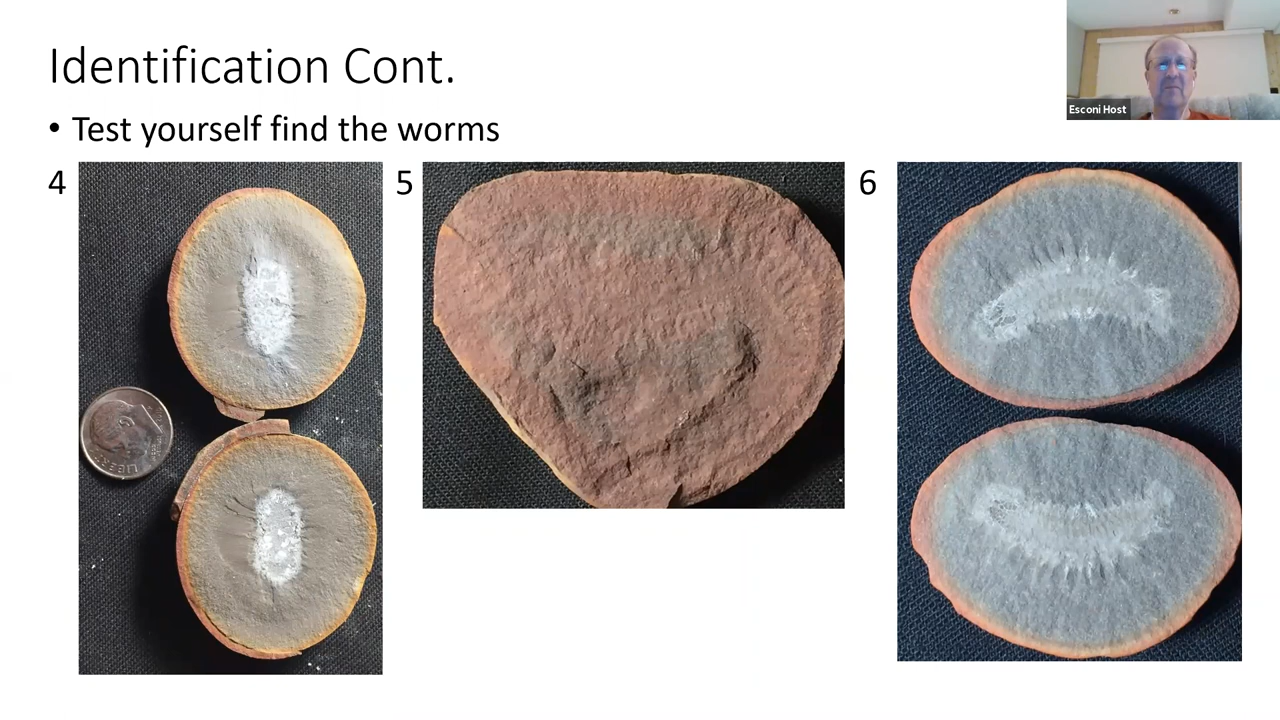 Identification Cont.
• Test yourself find the worms
4
5
6
Esconi Host